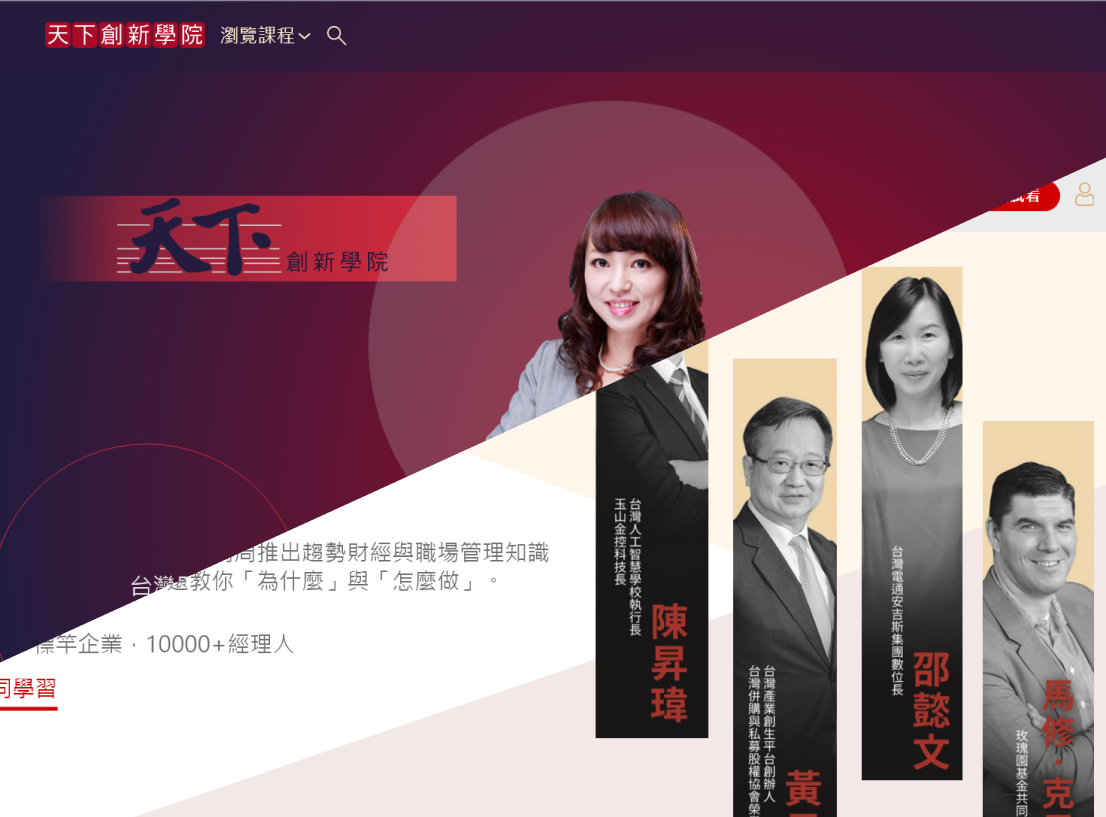 天下創新學院
瀏覽課程
天下
創新學院
看
推出趨勢財經與職場管理知識
台灣
教你「為什麼」與「怎麼做」。
標竿企業，10000+經理人
同學習
台灣人工智慧學校執行長
玉山金控科技長
陳昇瑋
台灣產業創生平台創辦人
台灣併購與私募股權協會榮
黃
台灣電通安吉斯集團數位長
邵懿文
玫瑰園基金共同
馬修·克